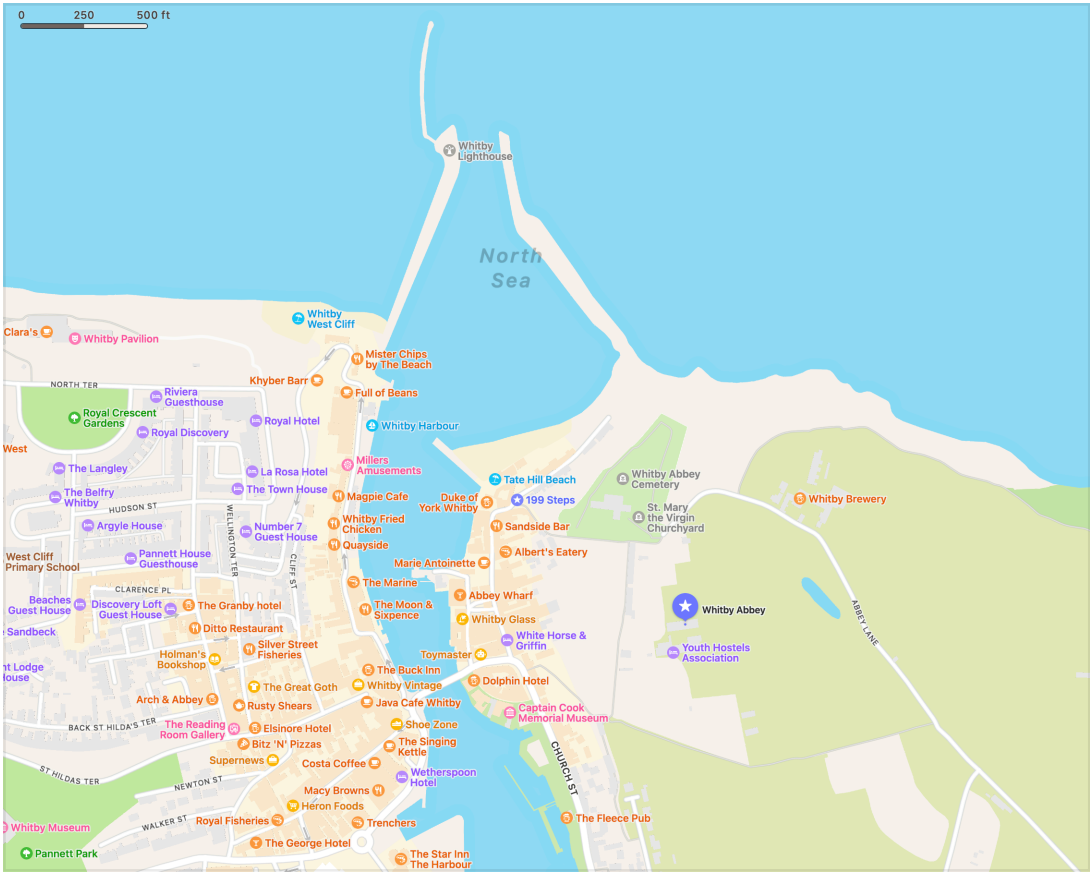 0 250 500 ft
Whitby
Lighthouse
North
Sea
Whitby
West Cliff
Clara's
Whitby Pavilion
Mister Chips
by The Beach
Khyber Barr
NORTH TER
Full of Beans
Riviera
Guesthouse
Royal Crescent
Gardens
Royal Hotel
Whitby Harbour
Royal Discovery
West
Millers
Amusements
The Langley
La Rosa Hotel
Tate Hill Beach
Whitby Abbey
Cemetery
The Town House
The Belfry
Whitby
Magpie Cafe
Duke of
York Whitby
199 Steps
Whitby Brewery
HUDSON ST
St. Mary
the Virgin
Churchyard
Argyle House
Whitby Fried
Chicken
Number 7
Guest House
Sandside Bar
WELLINGTON TER
Quayside
Albert's Eatery
West Cliff
Primary School
Pannett House
Guesthouse
Marie Antoinette
CLIFF ST
The Marine
CLARENCE PL
Abbey Wharf
Beaches
Guest House
Discovery Loft
Guest House
The Granby hotel
The Moon &
Sixpence
Whitby Abbey
Whitby Glass
ABBEY LANE
Sandbeck
Ditto Restaurant
White Horse &
Griffin
Silver Street
Fisheries
Toymaster
Youth Hostels
Association
Holman's
Bookshop
nt Lodge
House
The Buck Inn
Dolphin Hotel
The Great Goth
Whitby Vintage
Arch & Abbey
Rusty Shears
Java Cafe Whitby
Captain Cook
Memorial Museum
BACK ST HILDA'S TER
The Reading
Room Gallery
Elsinore Hotel
Shoe Zone
Bitz 'N' Pizzas
The Singing
Kettle
Supernews
Costa Coffee
CHURCH ST
ST HILDAS TER
Wetherspoon
Hotel
NEWTON ST
Macy Browns
Heron Foods
Whitby Museum
WALKER ST
Royal Fisheries
Trenchers
The Fleece Pub
The George Hotel
Pannett Park
The Star Inn
The Harbour